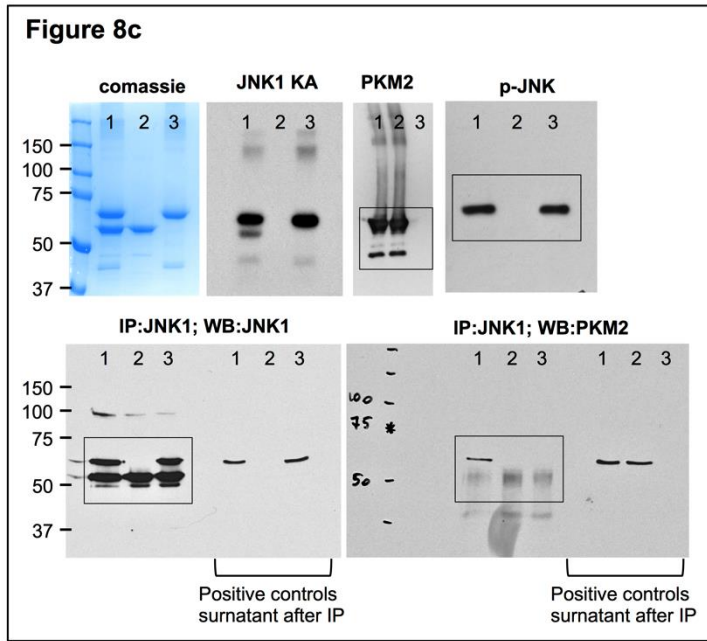 Figure 8c
comassie
JNK1 KA
PKM2
p-JNK
1 2 3
1 2 3
1 2 3
1 2 3
150
100
75
50
37
IP:JNK1; WB:JNK1
IP:JNK1; WB:PKM2
1 2 3
1 2 3
1 2 3
1 2 3
150
100
75
50
37
100
75
50
Positive controls
surnatant after IP
Positive controls
surnatant after IP